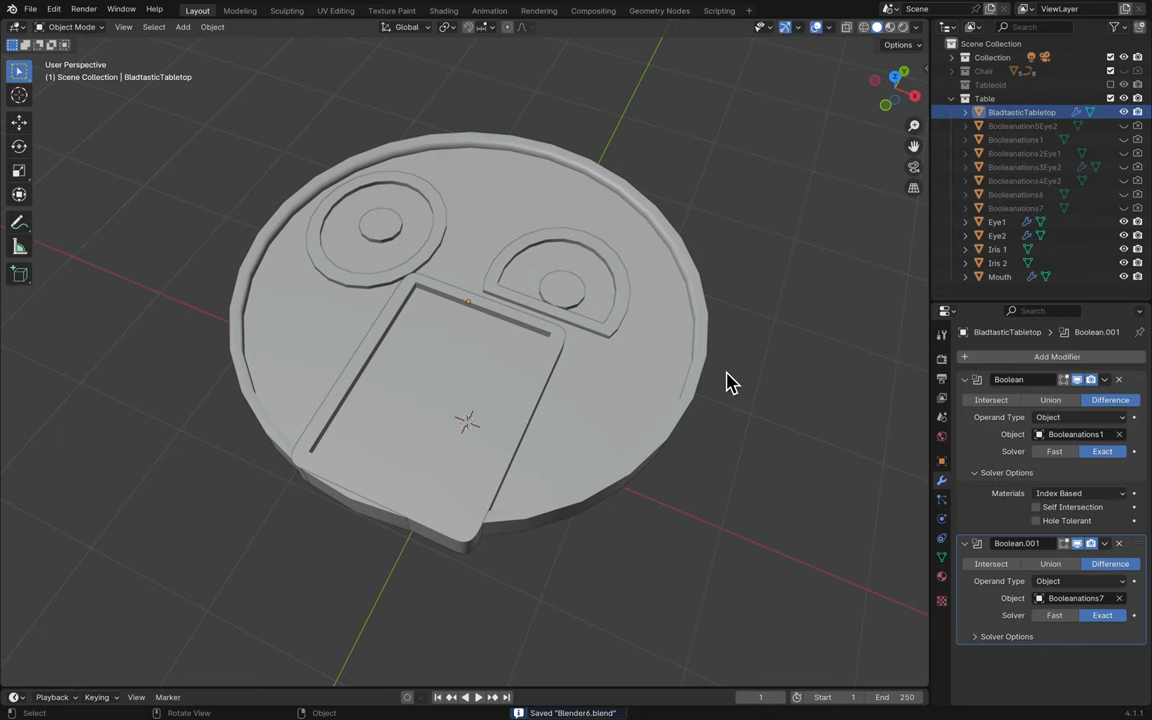 File Edit Render Window Help Layout Modeling Sculpting UV Editing Texture Paint Shading Animation Rendering Compositing Geometry Nodes Scripting Scene ViewLayer
Object Mode View Select Add Object Global Search
Options
User Perspective
(1) Scene Collection | BladtasticTabletop
Z
Y
X
Scene Collection
Collection
Chair 5 8
Tableold
Table
BladtasticTabletop
Booleanation5Eye2
Booleanations1
Booleanations2Eye1
Booleanations3Eye2
Booleanations4Eye2
Booleanations6
Booleanations7
Eye1
Eye2
Iris 1
Iris 2
Mouth
Search
BladtasticTabletop > Boolean.001
+ Add Modifier
Boolean
Intersect Union Difference
Operand Type Object
Object Booleanations1
Solver Fast Exact
Solver Options
Materials Index Based
Self Intersection
Hole Tolerant
Boolean.001
Intersect Union Difference
Operand Type Object
Object Booleanations7
Solver Fast Exact
Solver Options
Playback Keying View Marker 1 Start 1 End 250
Select Rotate View Object Saved "Blender6.blend" 4.1.1